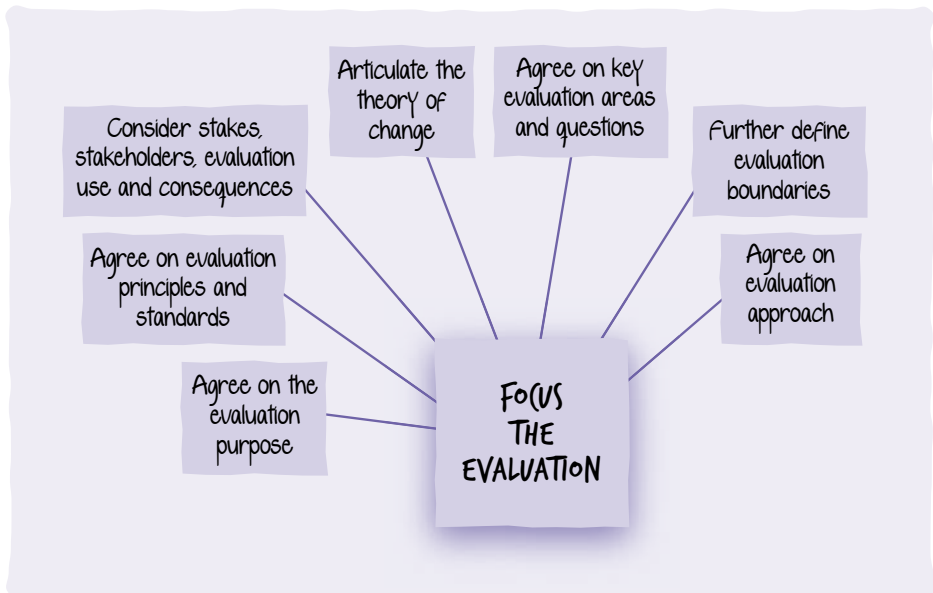 Articulate the
theory of
change
Agree on key
evaluation areas
and questions
Consider stakes,
stakeholders, evaluation
use and consequences
Further define
evaluation
boundaries
Agree on evaluation
principles and
standards
Agree on
evaluation
approach
Agree on the
evaluation
purpose
FOCUS
THE
EVALUATION